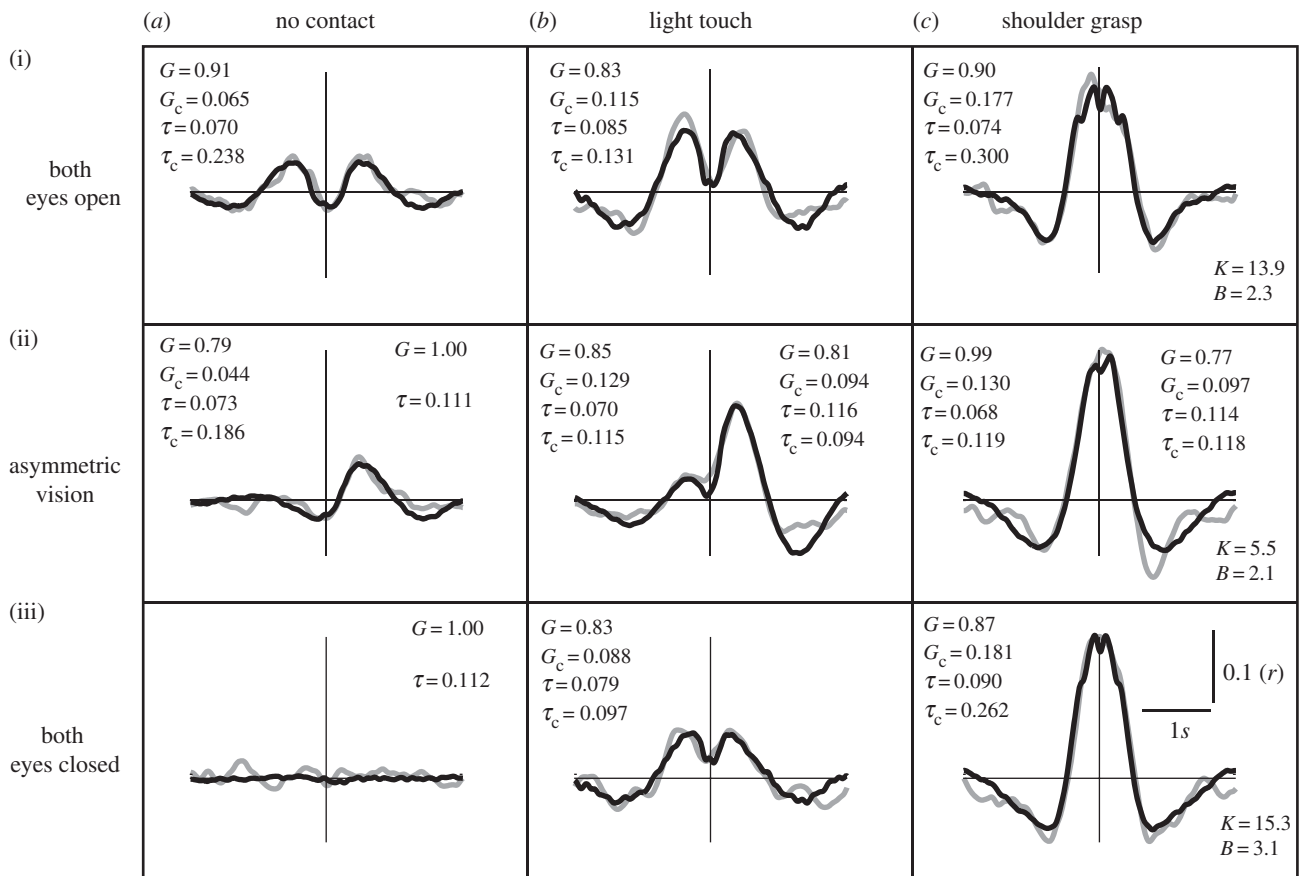 (a) no contact (b) light touch (c) shoulder grasp
(i)
both
eyes open
G = 0.91
G_c = 0.065
τ = 0.070
τ_c = 0.238
G = 0.83
G_c = 0.115
τ = 0.085
τ_c = 0.131
G = 0.90
G_c = 0.177
τ = 0.074
τ_c = 0.300
K = 13.9
B = 2.3
(ii)
asymmetric
vision
G = 0.79
G_c = 0.044
τ = 0.073
τ_c = 0.186
G = 1.00
τ = 0.111
G = 0.85
G_c = 0.129
τ = 0.070
τ_c = 0.115
G = 0.81
G_c = 0.094
τ = 0.116
τ_c = 0.094
G = 0.99
G_c = 0.130
τ = 0.068
τ_c = 0.119
G = 0.77
G_c = 0.097
τ = 0.114
τ_c = 0.118
K = 5.5
B = 2.1
(iii)
both
eyes closed
G = 1.00
τ = 0.112
G = 0.83
G_c = 0.088
τ = 0.079
τ_c = 0.097
G = 0.87
G_c = 0.181
τ = 0.090
τ_c = 0.262
0.1 (r)
1s
K = 15.3
B = 3.1